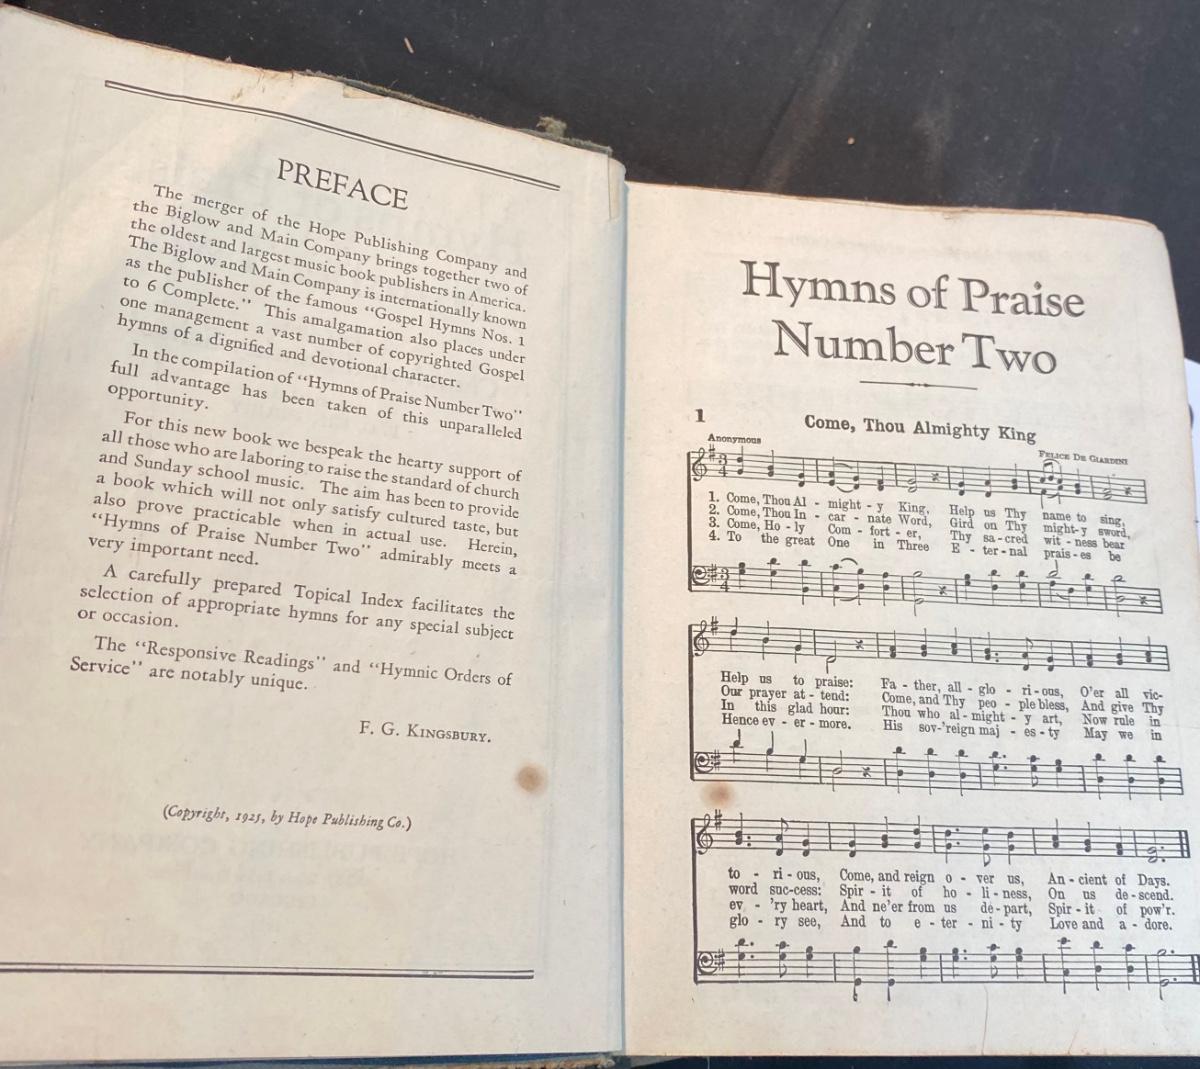 PREFACE
The merger of the Hope Publishing Company and
the Biglow and Main Company brings together two of
the oldest and largest music book publishers in America.
The Biglow and Main Company is internationally known
as the publisher of the famous “Gospel Hymns Nos. 1
to 6 Complete.” This amalgamation also places under
one management a vast number of copyrighted Gospel
hymns of a dignified and devotional character.
In the compilation of “Hymns of Praise Number Two”
full advantage has been taken of this unparalleled
opportunity.
For this new book we bespeak the hearty support of
all those who are laboring to raise the standard of church
and Sunday school music. The aim has been to provide
a book which will not only satisfy cultured taste, but
also prove practicable when in actual use. Herein,
“Hymns of Praise Number Two” admirably meets a
very important need.
A carefully prepared Topical Index facilitates the
selection of appropriate hymns for any special subject
or occasion.
The “Responsive Readings” and “Hymnic Orders of
Service” are notably unique.
F. G. Kingsbury.
(Copyright, 1925, by Hope Publishing Co.)
Hymns of Praise
Number Two
1
Come, Thou Almighty King
Anonymous
Felice De Giardini
1. Come, Thou Al - might - y King, Help us Thy name to sing,
2. Come, Thou In - car - nate Word, Gird on Thy might-y sword,
3. Come, Ho - ly Com - fort - er, Thy sa - cred wit - ness bear
4. To the great One in Three E - ter - nal prais - es be
Help us to praise: Fa - ther, all - glo - ri - ous, O'er all vic-
Our prayer at - tend: Come, and Thy peo - ple bless, And give Thy
In this glad hour: Thou who al - might - y art, Now rule in
Hence ev - er - more. His sov-'reign maj - es - ty May we in
to - ri - ous, Come, and reign o - ver us, An - cient of Days.
word suc-cess: Spir - it of ho - li - ness, On us de - scend.
ev - 'ry heart, And ne'er from us de - part, Spir - it of pow'r.
glo - ry see, And to e - ter - ni - ty Love and a - dore.